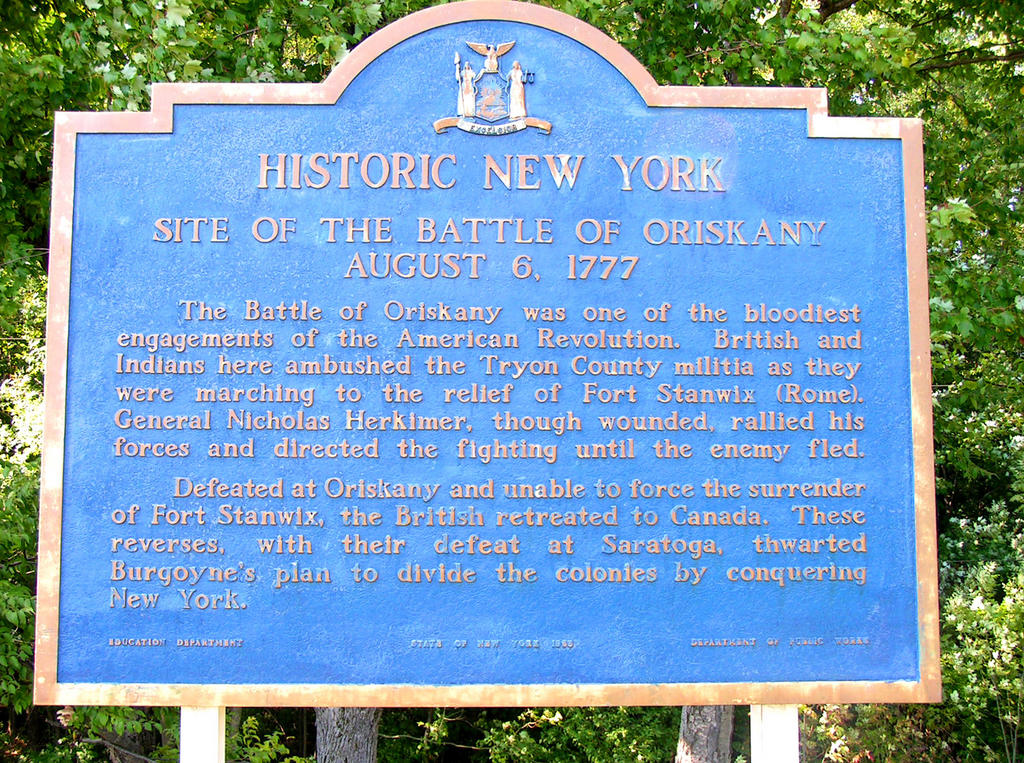 EXCELSIOR
HISTORIC NEW YORK
SITE OF THE BATTLE OF ORISKANY
AUGUST 6, 1777
The Battle of Oriskany was one of the bloodiest
engagements of the American Revolution. British and
Indians here ambushed the Tryon County militia as they
were marching to the relief of Fort Stanwix (Rome).
General Nicholas Herkimer, though wounded, rallied his
forces and directed the fighting until the enemy fled.
Defeated at Oriskany and unable to force the surrender
of Fort Stanwix, the British retreated to Canada. These
reverses, with their defeat at Saratoga, thwarted
Burgoyne's plan to divide the colonies by conquering
New York.
EDUCATION DEPARTMENT STATE OF NEW YORK DEPARTMENT OF PUBLIC WORKS